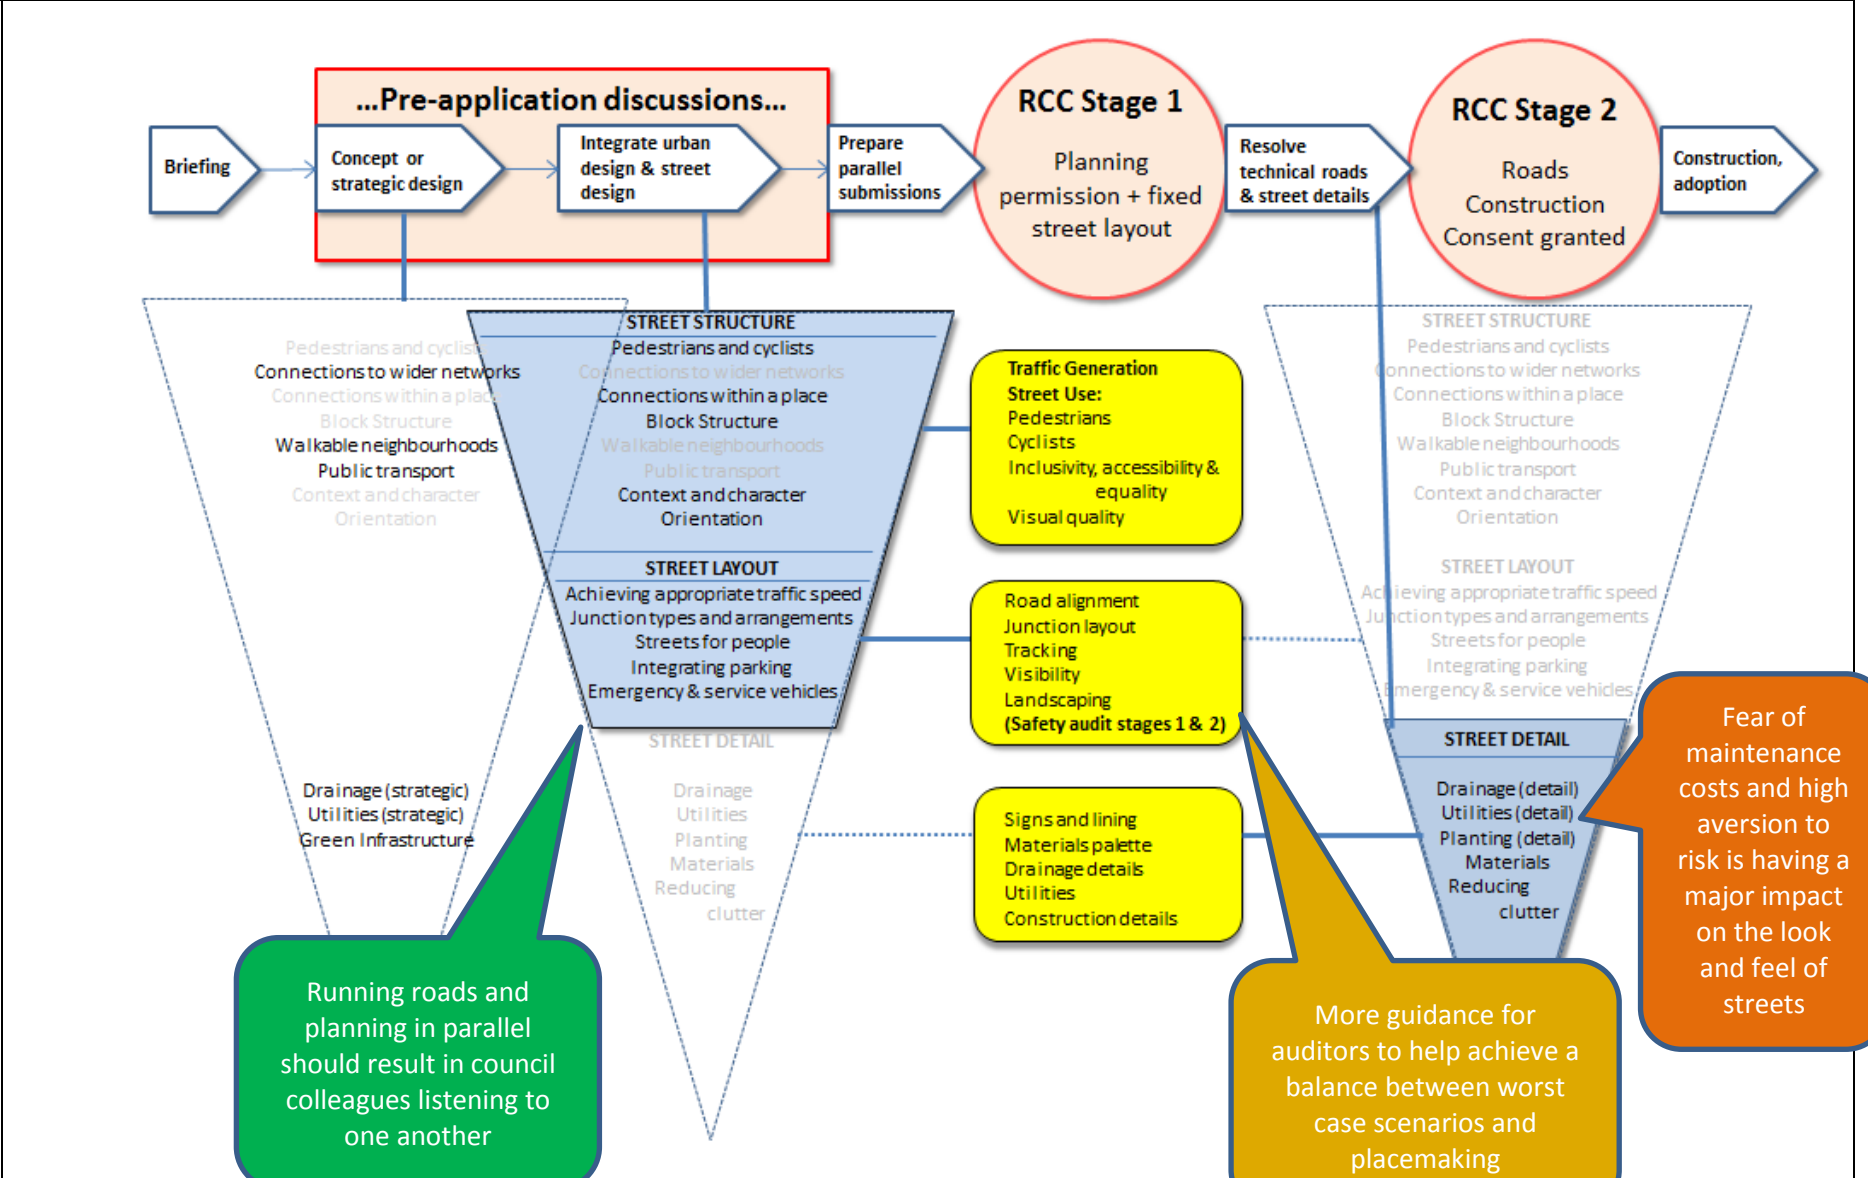 ...Pre-application discussions...
Briefing
Concept or
strategic design
Integrate urban
design & street
design
Prepare
parallel
submissions
RCC Stage 1
Planning
permission + fixed
street layout
Resolve
technical roads
& street details
RCC Stage 2
Roads
Construction
Consent granted
Construction,
adoption
Pedestrians and cyclists
Connections to wider networks
Connections within a place
Block Structure
Walkable neighbourhoods
Public transport
Context and character
Orientation
Drainage (strategic)
Utilities (strategic)
Green Infrastructure
STREET STRUCTURE
Pedestrians and cyclists
Connections to wider networks
Connections within a place
Block Structure
Walkable neighbourhoods
Public transport
Context and character
Orientation
STREET LAYOUT
Achieving appropriate traffic speed
Junction types and arrangements
Streets for people
Integrating parking
Emergency & service vehicles
STREET DETAIL
Drainage
Utilities
Planting
Materials
Reducing
clutter
Traffic Generation
Street Use:
Pedestrians
Cyclists
Inclusivity, accessibility &
equality
Visual quality
Road alignment
Junction layout
Tracking
Visibility
Landscaping
(Safety audit stages 1 & 2)
Signs and lining
Materials palette
Drainage details
Utilities
Construction details
STREET STRUCTURE
Pedestrians and cyclists
Connections to wider networks
Connections within a place
Block Structure
Walkable neighbourhoods
Public transport
Context and character
Orientation
STREET LAYOUT
Achieving appropriate traffic speed
Junction types and arrangements
Streets for people
Integrating parking
Emergency & service vehicles
STREET DETAIL
Drainage (detail)
Utilities (detail)
Planting (detail)
Materials
Reducing
clutter
Running roads and
planning in parallel
should result in council
colleagues listening to
one another
More guidance for
auditors to help achieve a
balance between worst
case scenarios and
placemaking
Fear of
maintenance
costs and high
aversion to
risk is having a
major impact
on the look
and feel of
streets